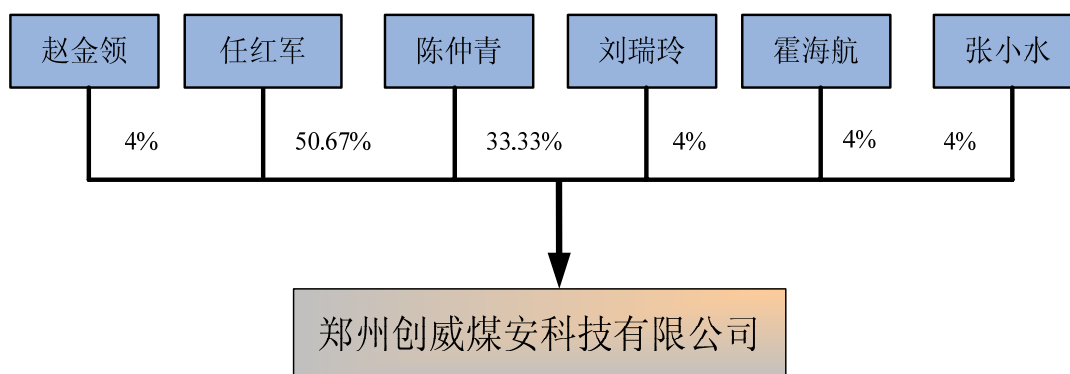 赵金领 任红军 陈仲青 刘瑞玲 霍海航 张小水
4% 50.67% 33.33% 4% 4% 4%
郑州创威煤安科技有限公司